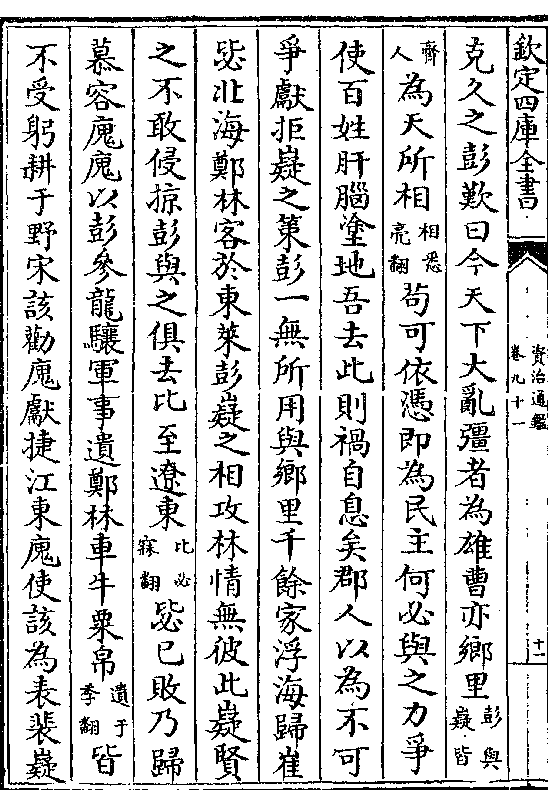 欽定四庫全書
資治通鑑
卷九十一
十一
克久之彭歎曰今天下大亂彊者為雄曹亦鄉里彭與嶷皆
齊人為天所相相悉亮翻苟可依憑即為民主何必與之力爭
使百姓肝腦塗地吾去此則禍自息矣郡人以為不可
爭獻拒嶷之策彭一無所用與鄉里千餘家浮海歸崔
毖北海鄭林客於東萊彭嶷之相攻林情無彼此嶷賢
之不敢侵掠彭與之俱去比至遼東比必寐翻毖已敗乃歸
慕容廆廆以彭參龍驤軍事遺鄭林車牛粟帛遺于季翻皆
不受躬耕于野宋該勸廆獻捷江東廆使該為表裴嶷